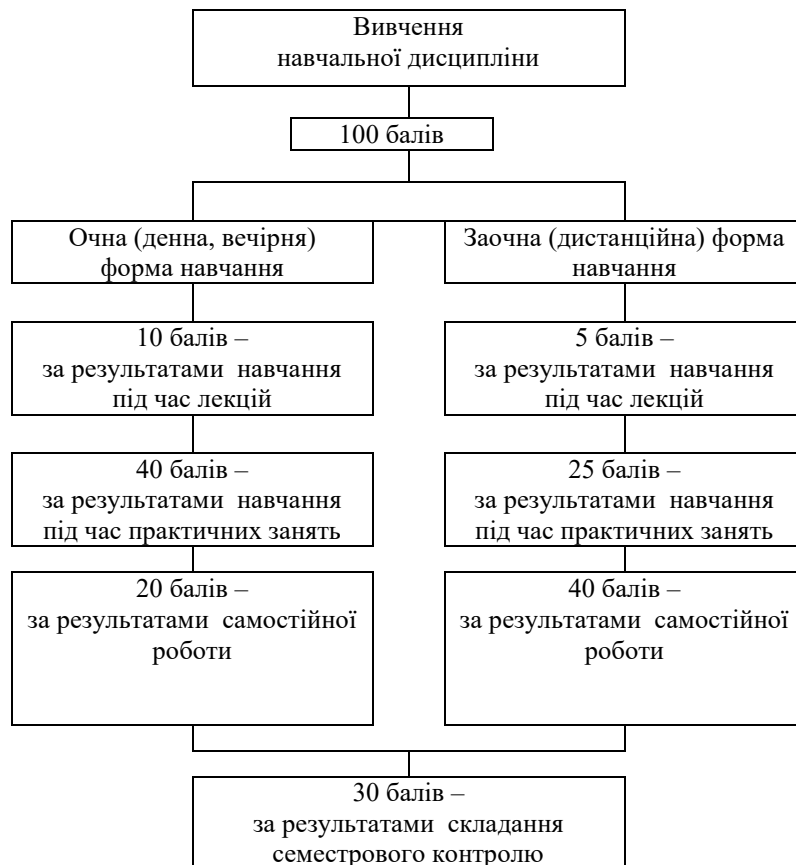 Вивчення
навчальної дисципліни
100 балів
Очна (денна, вечірня)
форма навчання
Заочна (дистанційна) форма
навчання
10 балів –
за результатами навчання
під час лекцій
5 балів –
за результатами навчання
під час лекцій
40 балів –
за результатами навчання
під час практичних занять
25 балів –
за результатами навчання
під час практичних занять
20 балів –
за результатами самостійної
роботи
40 балів –
за результатами самостійної
роботи
30 балів –
за результатами складання
семестрового контролю